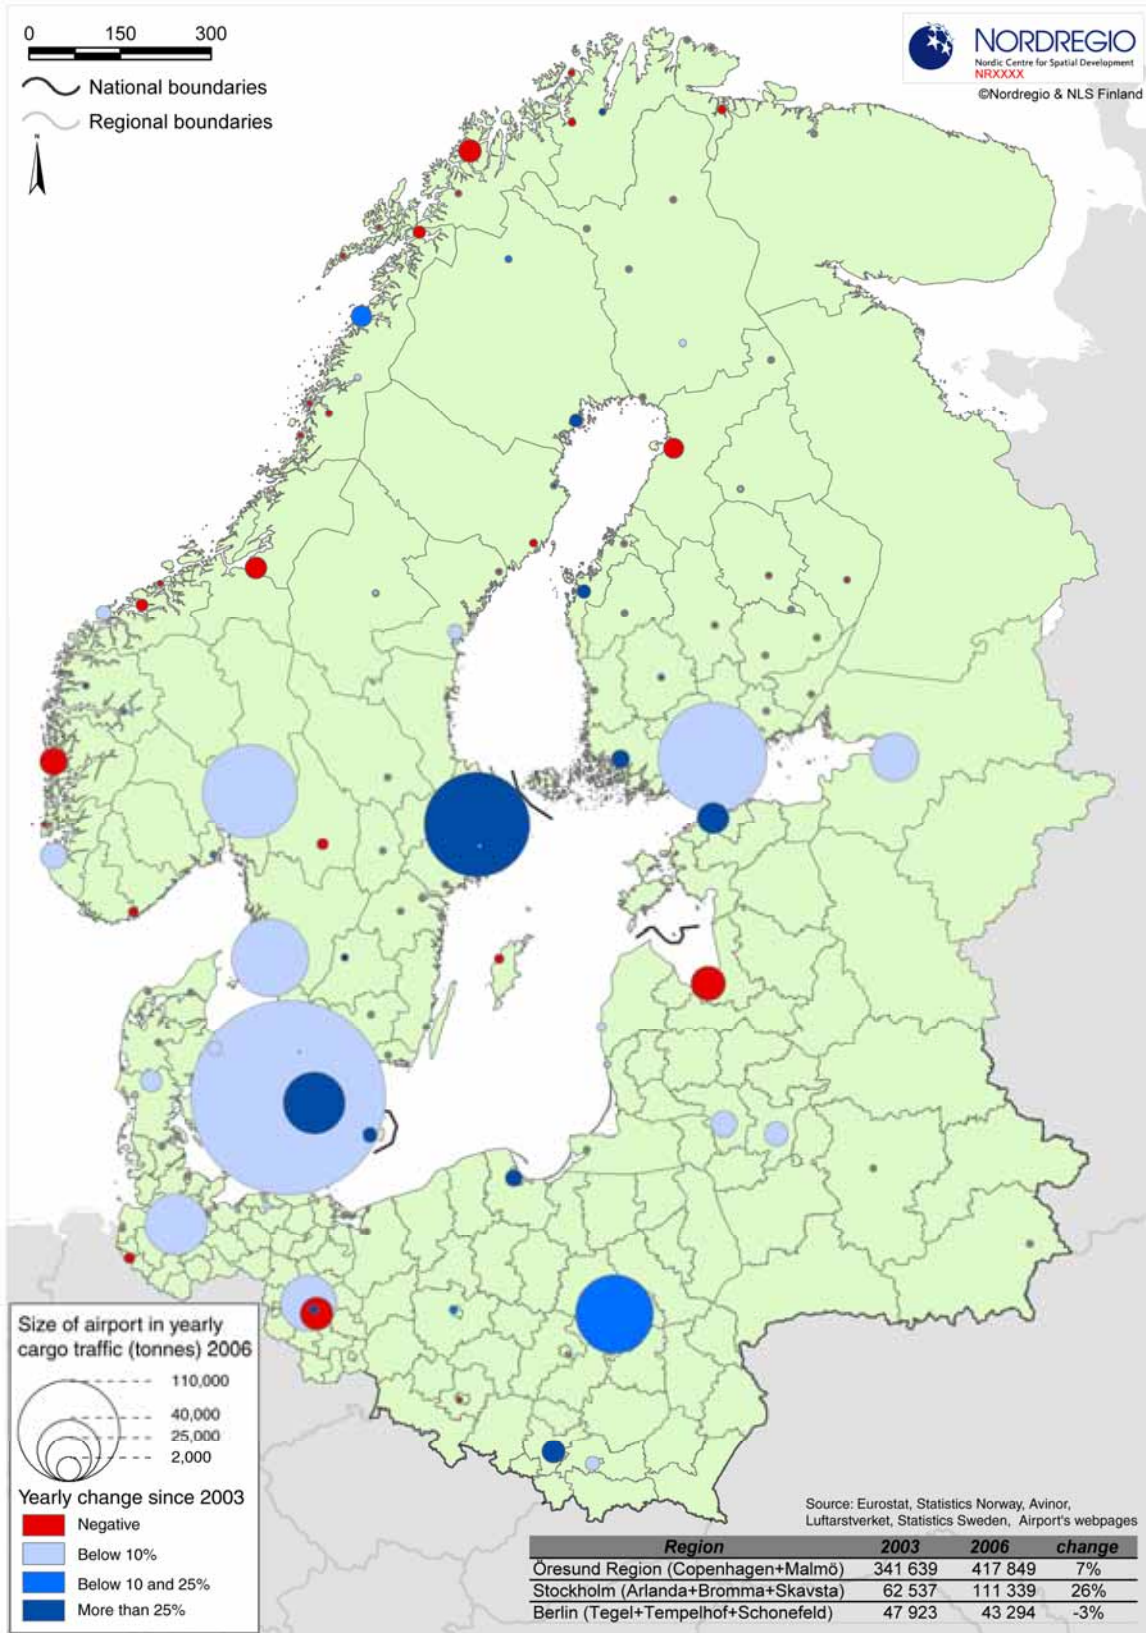 0 150 300
National boundaries
Regional boundaries
N
NORDREGIO
Nordic Centre for Spatial Development
NRXXXX
©Nordregio & NLS Finland
Size of airport in yearly
cargo traffic (tonnes) 2006
110,000
40,000
25,000
2,000
Yearly change since 2003
Negative
Below 10%
Below 10 and 25%
More than 25%
Source: Eurostat, Statistics Norway, Avinor,
Luftarstverket, Statistics Sweden, Airport's webpages
Region 2003 2006 change
Öresund Region (Copenhagen+Malmö) 341 639 417 849 7%
Stockholm (Arlanda+Bromma+Skavsta) 62 537 111 339 26%
Berlin (Tegel+Tempelhof+Schonefeld) 47 923 43 294 -3%